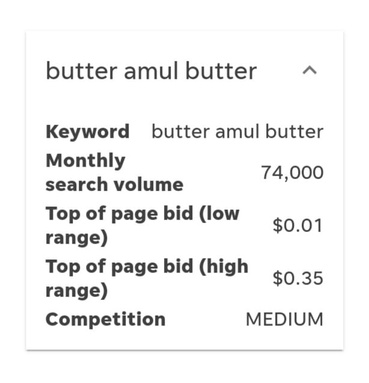 butter amul butter
Keyword butter amul butter
Monthly
search volume 74,000
Top of page bid (low
range) $0.01
Top of page bid (high
range) $0.35
Competition MEDIUM